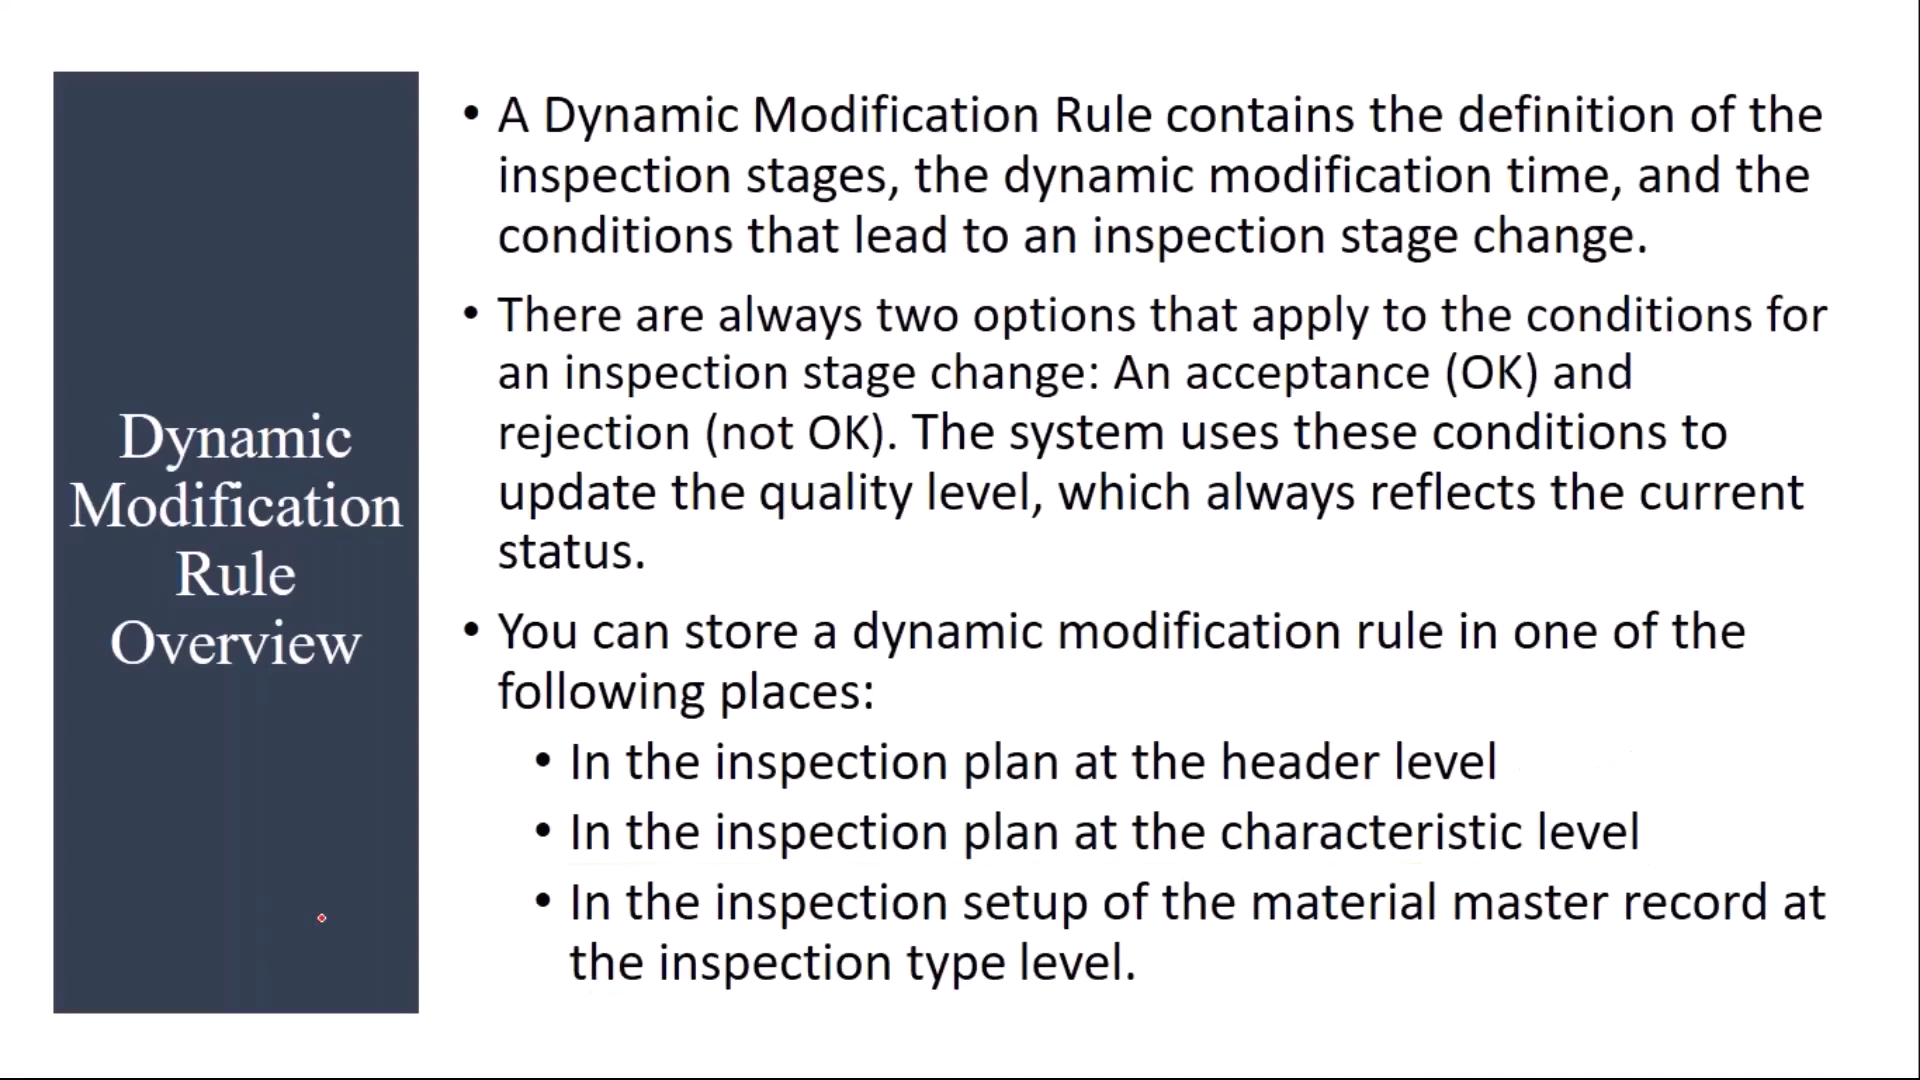 Dynamic
Modification
Rule
Overview
• A Dynamic Modification Rule contains the definition of the
inspection stages, the dynamic modification time, and the
conditions that lead to an inspection stage change.
• There are always two options that apply to the conditions for
an inspection stage change: An acceptance (OK) and
rejection (not OK). The system uses these conditions to
update the quality level, which always reflects the current
status.
• You can store a dynamic modification rule in one of the
following places:
• In the inspection plan at the header level
• In the inspection plan at the characteristic level
• In the inspection setup of the material master record at
the inspection type level.